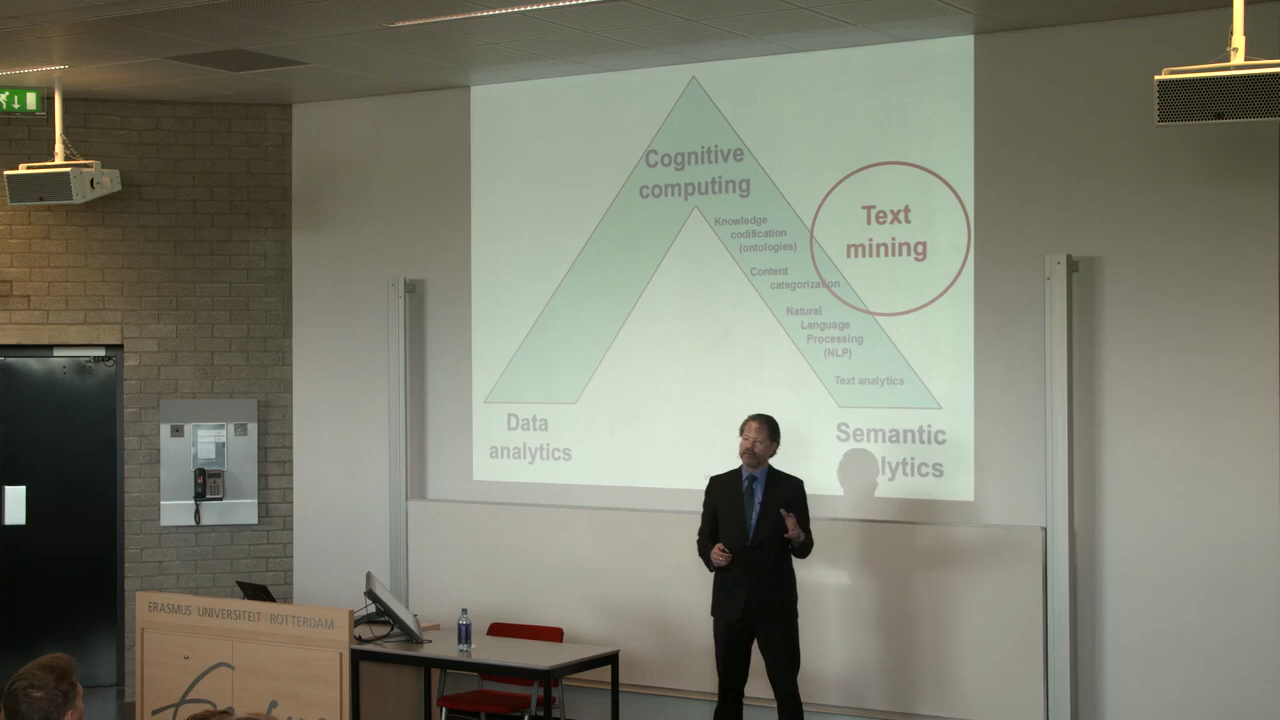 Cognitive
computing
Knowledge
codification
(ontologies)
Content
categorization
Natural
Language
Processing
(NLP)
Text analytics
Text
mining
Data
analytics
Semantic
lytics
ERASMUS UNIVERSITEIT ROTTERDAM